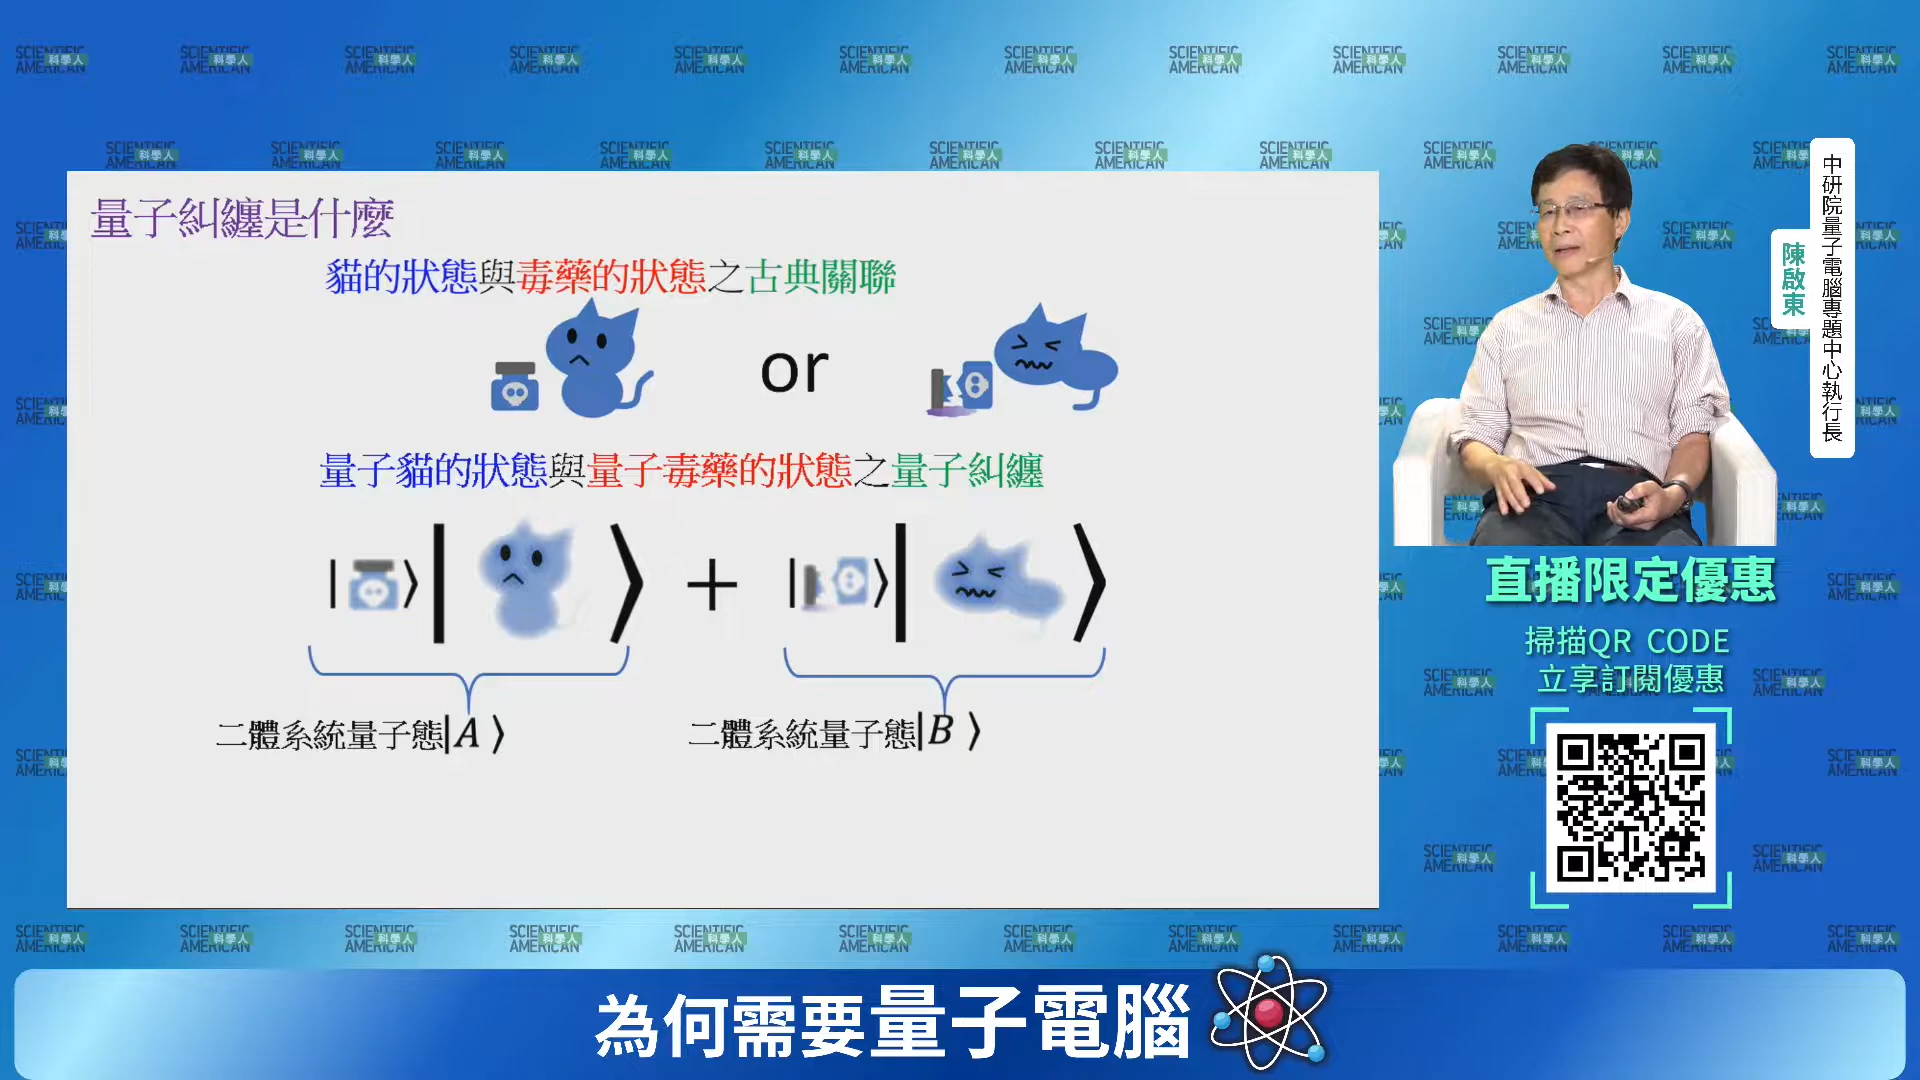 SCIENTIFIC AMERICAN 科學人
量子糾纏是什麼
貓的狀態與毒藥的狀態之古典關聯
or
量子貓的狀態與量子毒藥的狀態之量子糾纏
| ⟩| ⟩ + | ⟩| ⟩
二體系統量子態|A ⟩
二體系統量子態|B ⟩
中研院量子電腦專題中心執行長
陳啟東
直播限定優惠
掃描QR CODE
立享訂閱優惠
為何需要量子電腦